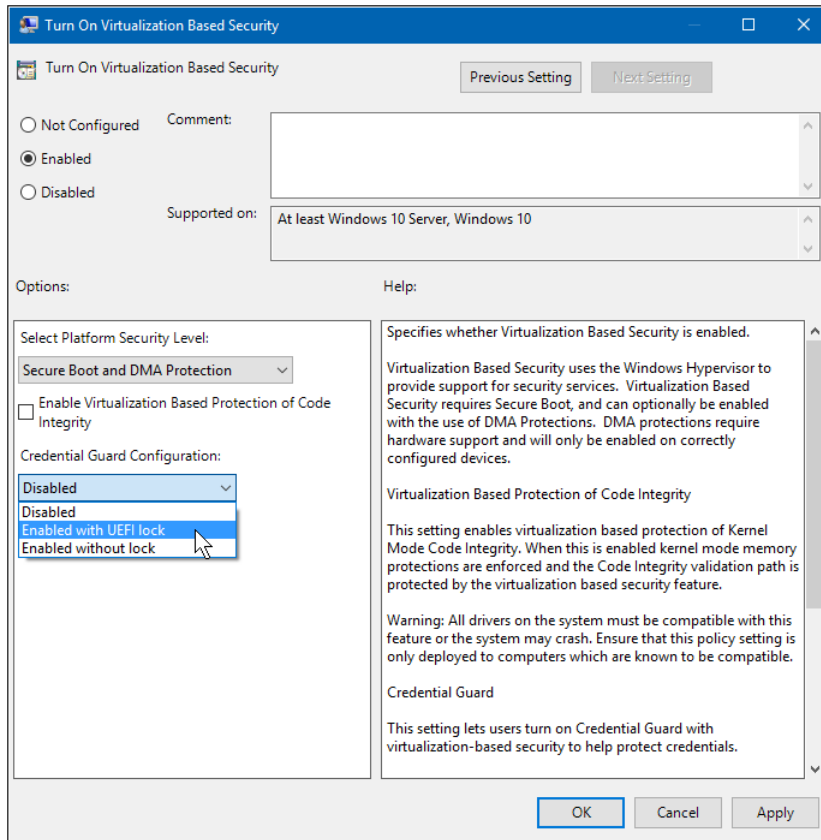 Turn On Virtualization Based Security
Turn On Virtualization Based Security
Previous Setting
Next Setting
Not Configured
Enabled
Disabled
Comment:
Supported on:
At least Windows 10 Server, Windows 10
Options:
Help:
Select Platform Security Level:
Secure Boot and DMA Protection
Enable Virtualization Based Protection of Code
Integrity
Credential Guard Configuration:
Disabled
Disabled
Enabled with UEFI lock
Enabled without lock
Specifies whether Virtualization Based Security is enabled.
Virtualization Based Security uses the Windows Hypervisor to
provide support for security services.  Virtualization Based
Security requires Secure Boot, and can optionally be enabled
with the use of DMA Protections.  DMA protections require
hardware support and will only be enabled on correctly
configured devices.
Virtualization Based Protection of Code Integrity
This setting enables virtualization based protection of Kernel
Mode Code Integrity. When this is enabled kernel mode memory
protections are enforced and the Code Integrity validation path is
protected by the virtualization based security feature.
Warning: All drivers on the system must be compatible with this
feature or the system may crash. Ensure that this policy setting is
only deployed to computers which are known to be compatible.
Credential Guard
This setting lets users turn on Credential Guard with
virtualization-based security to help protect credentials.
OK
Cancel
Apply